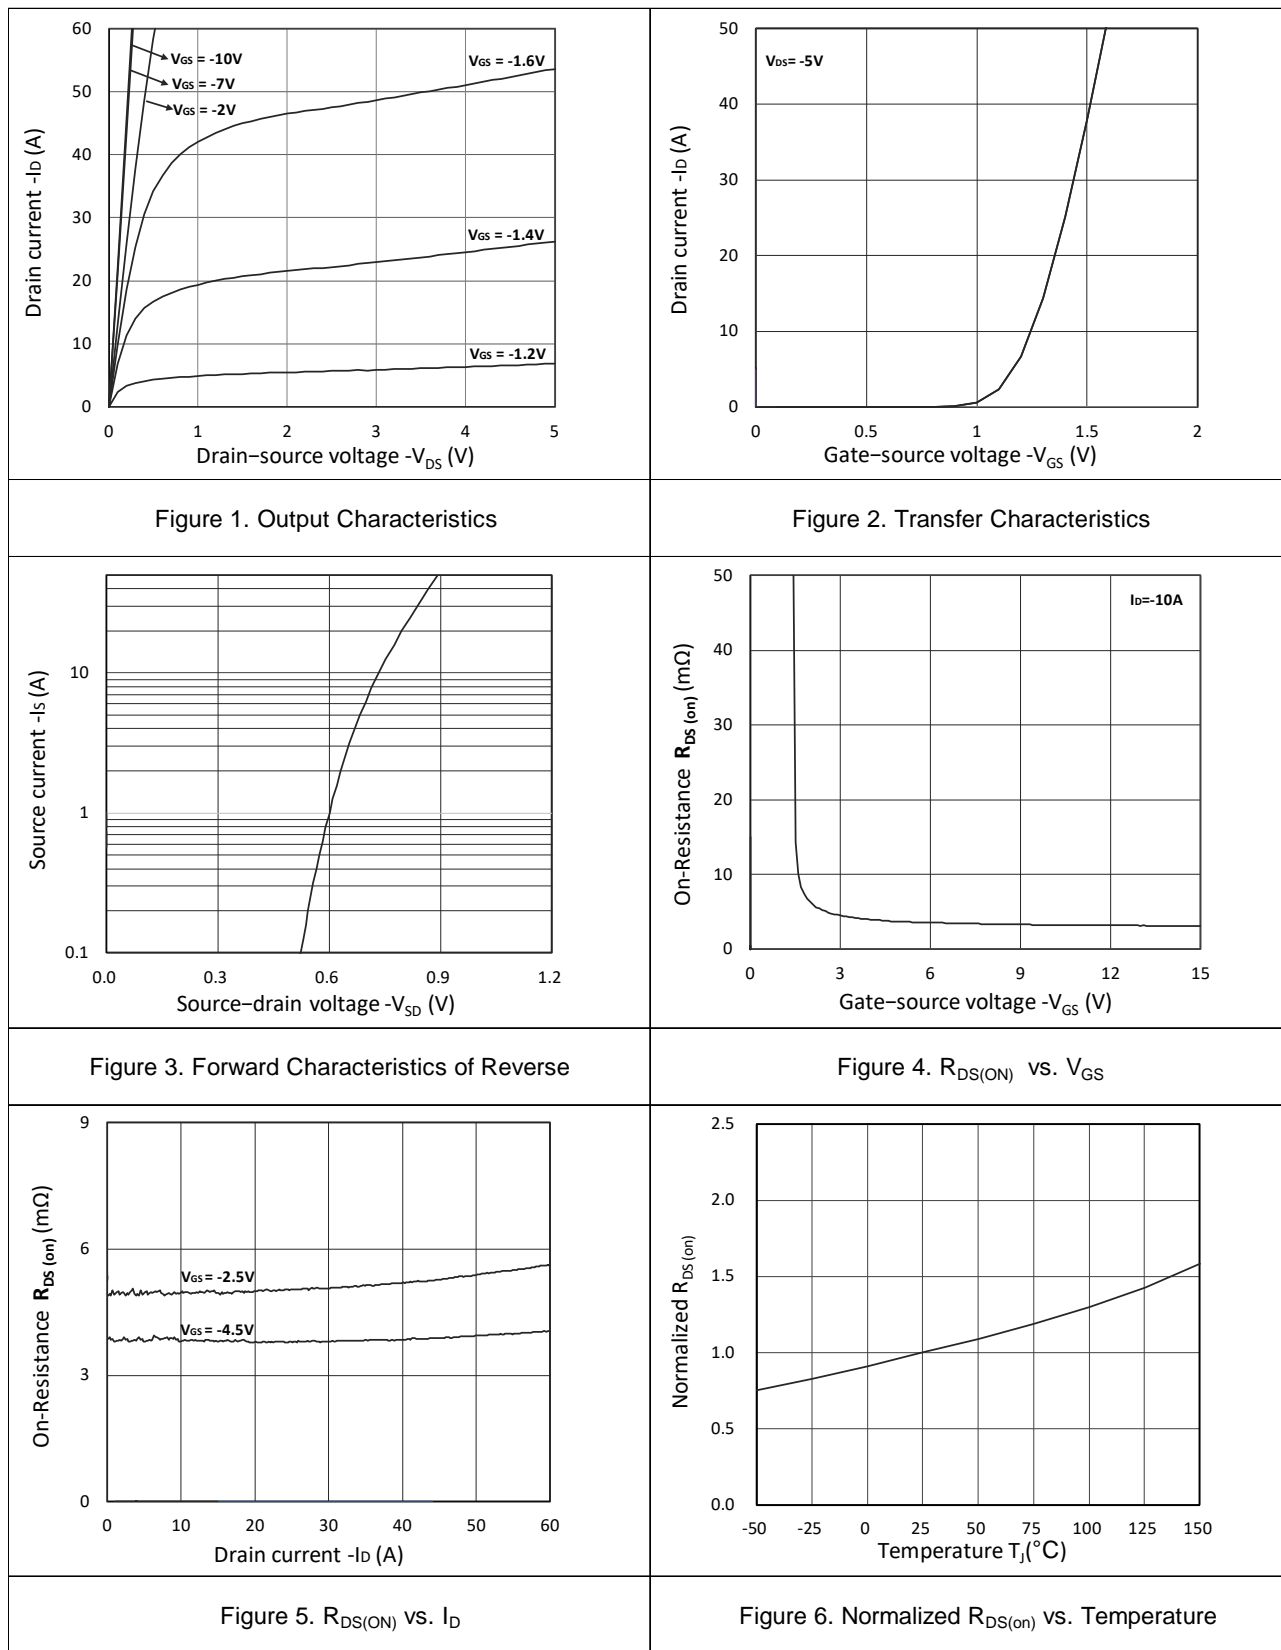 60
50
40
30
20
10
0
Drain current -ID (A)
VGS = -10V
VGS = -7V
VGS = -2V
VGS = -1.6V
VGS = -1.4V
VGS = -1.2V
0 1 2 3 4 5
Drain−source voltage -VDS (V)
Figure 1. Output Characteristics
50
40
30
20
10
0
Drain current -ID (A)
VDS= -5V
0 0.5 1 1.5 2
Gate−source voltage -VGS (V)
Figure 2. Transfer Characteristics
10
1
0.1
Source current -IS (A)
0.0 0.3 0.6 0.9 1.2
Source−drain voltage -VSD (V)
Figure 3. Forward Characteristics of Reverse
50
40
30
20
10
0
On-Resistance RDS (on) (mΩ)
ID=-10A
0 3 6 9 12 15
Gate−source voltage -VGS (V)
Figure 4. RDS(ON) vs. VGS
9
6
3
0
On-Resistance RDS (on) (mΩ)
VGS = -2.5V
VGS = -4.5V
0 10 20 30 40 50 60
Drain current -ID (A)
Figure 5. RDS(ON) vs. ID
2.5
2.0
1.5
1.0
0.5
0.0
Normalized RDS (on)
-50 -25 0 25 50 75 100 125 150
Temperature TJ(°C)
Figure 6. Normalized RDS(on) vs. Temperature